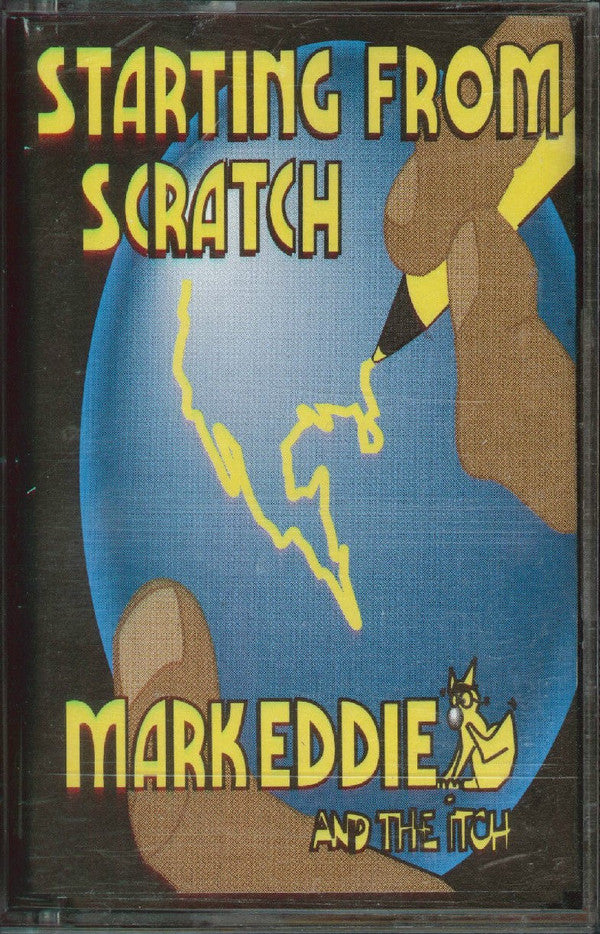 STARTING FROM
SCRATCH
MARK EDDIE
AND THE ITCH